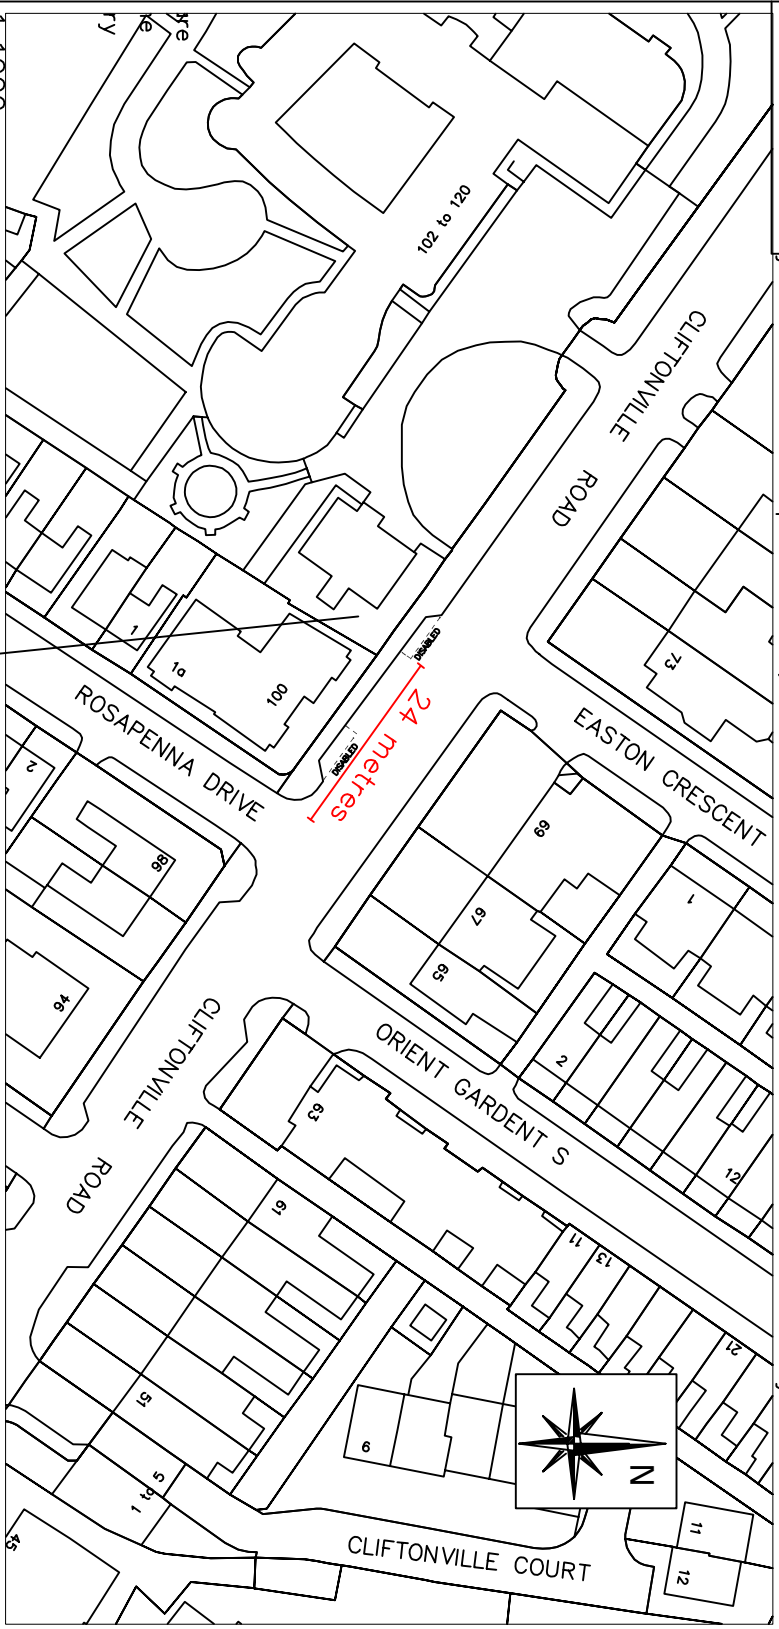 102 to 120
CLIFTONVILLE
ROAD
73
DISABLED
24 metres
DISABLED
1
1a
100
ROSAPENNA DRIVE
EASTON CRESCENT
2
98
69
67
65
1
94
CLIFTONVILLE
ROAD
ORIENT GARDENT S
2
12
63
61
11
13
21
51
6
N
1 to 5
CLIFTONVILLE COURT
11
12
45